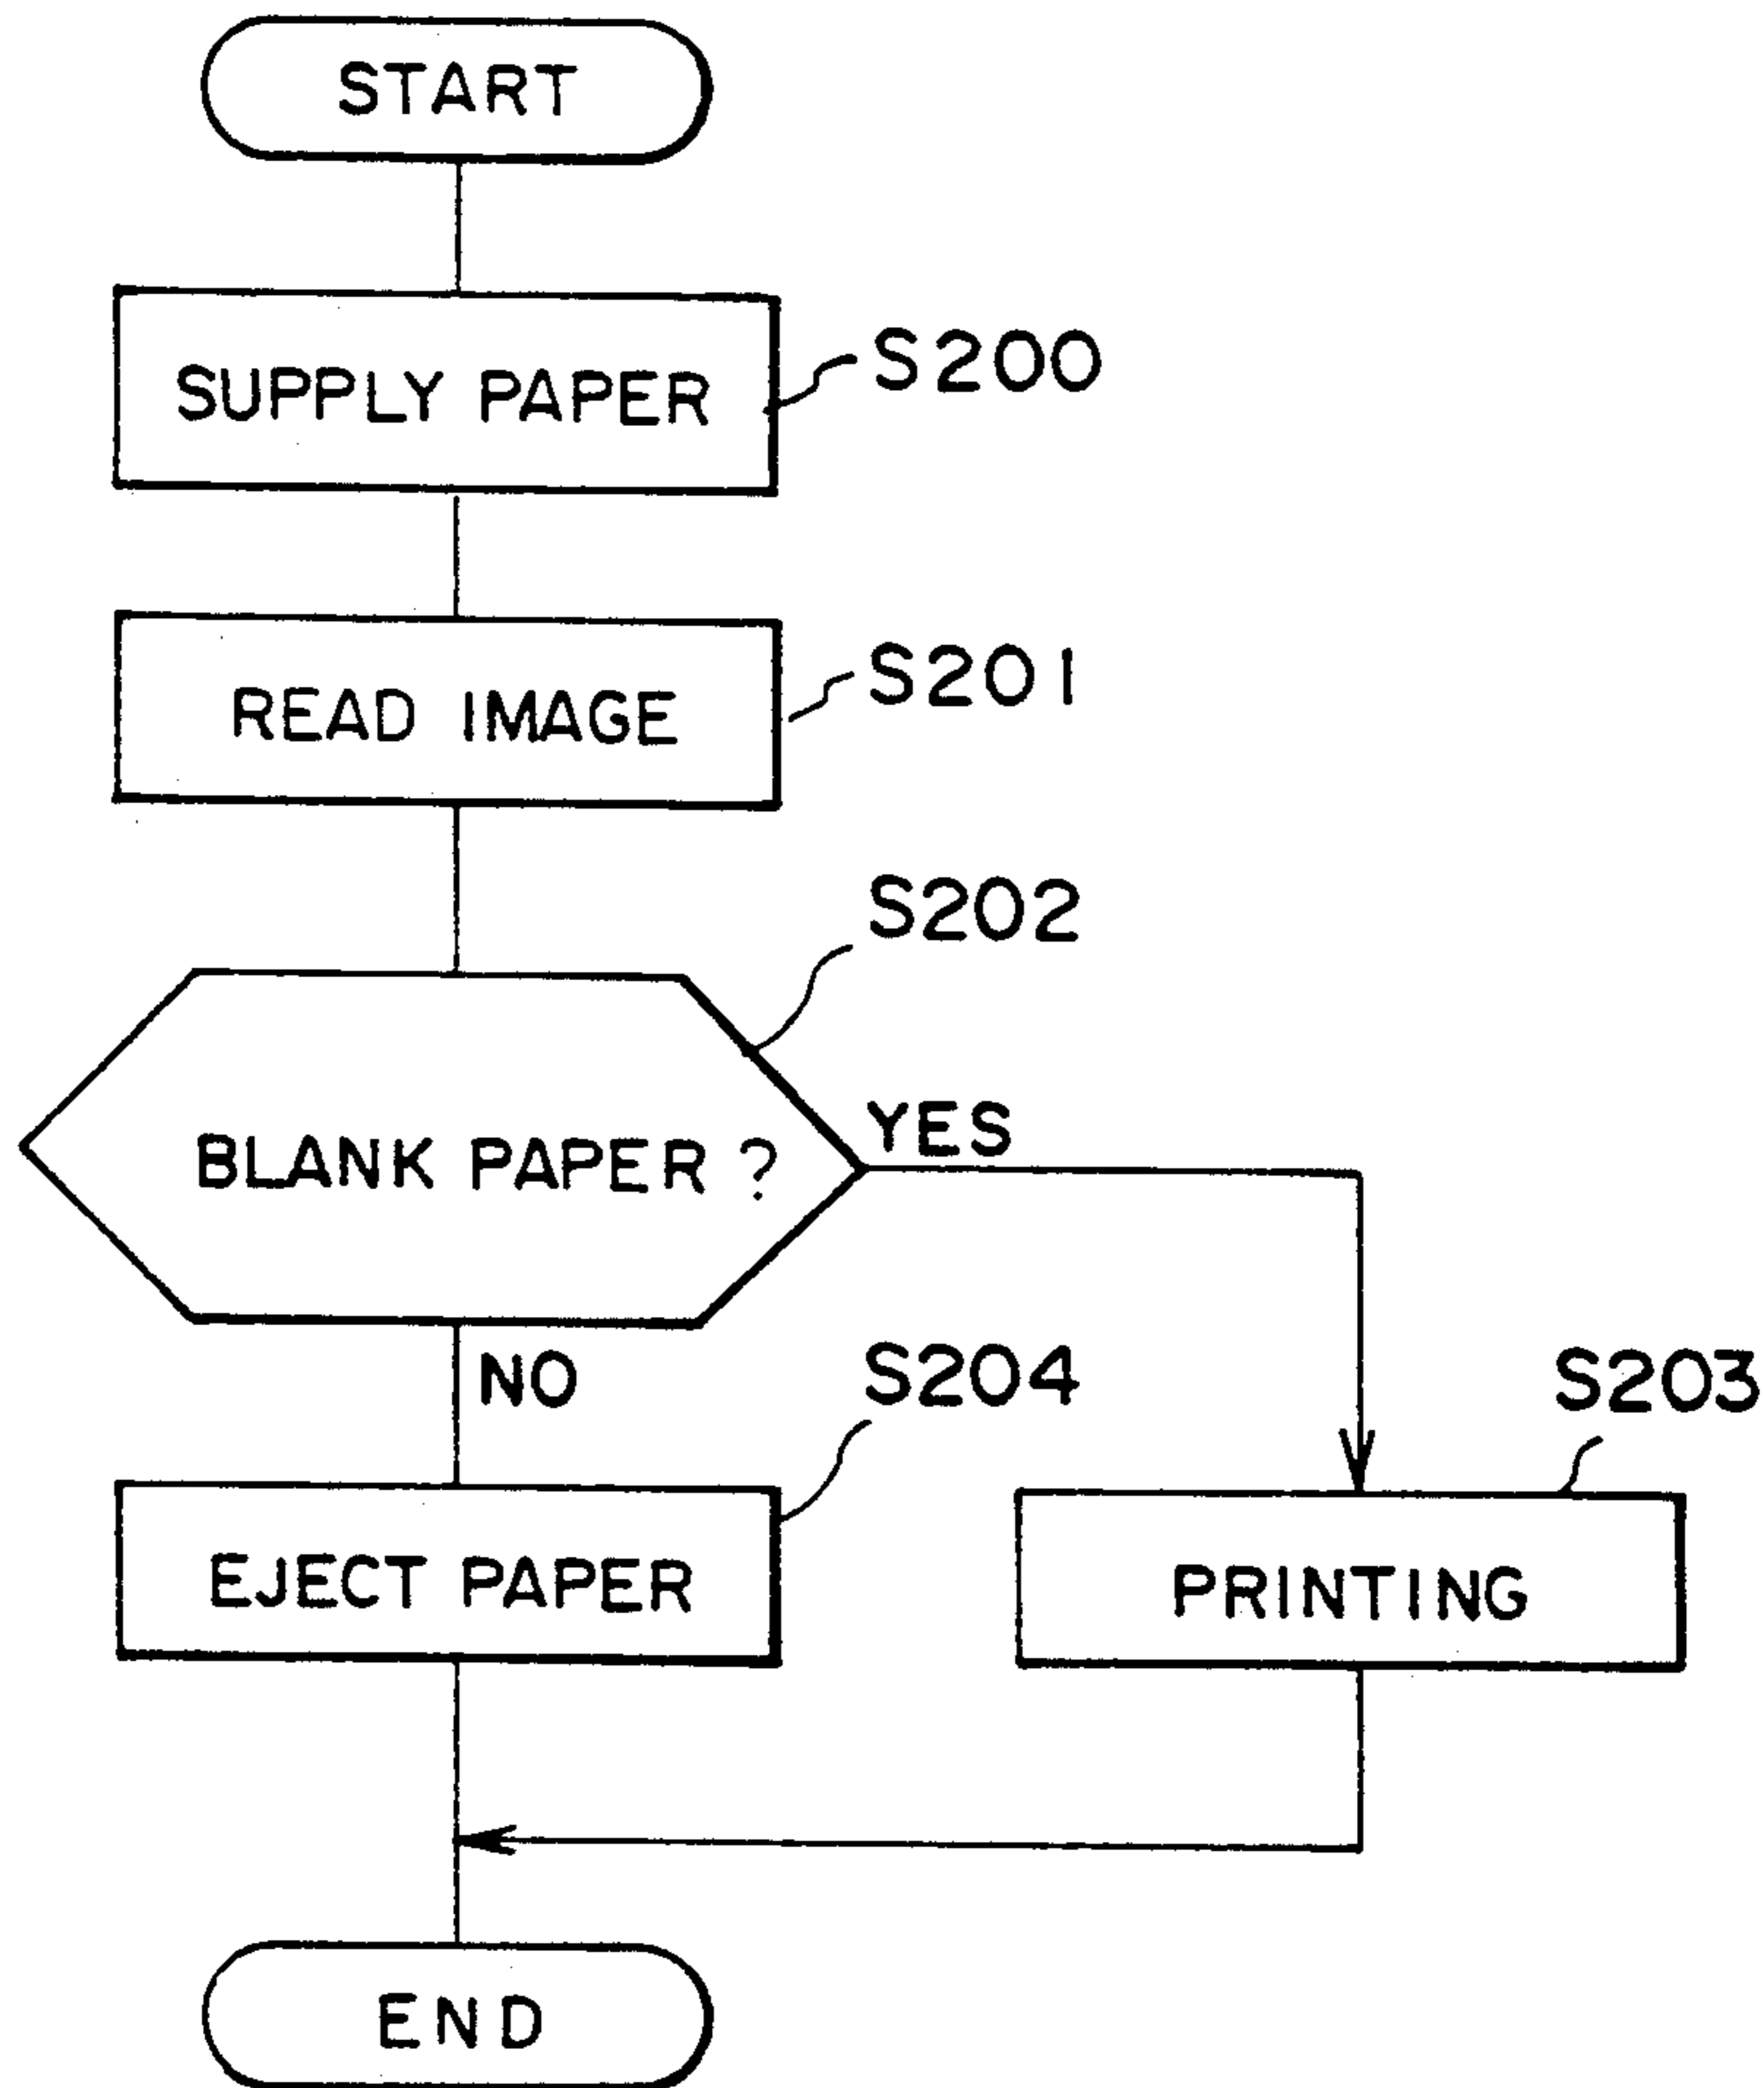 START
SUPPLY PAPER
S200
READ IMAGE
S201
S202
BLANK PAPER ?
YES
NO
S204
S203
EJECT PAPER
PRINTING
END